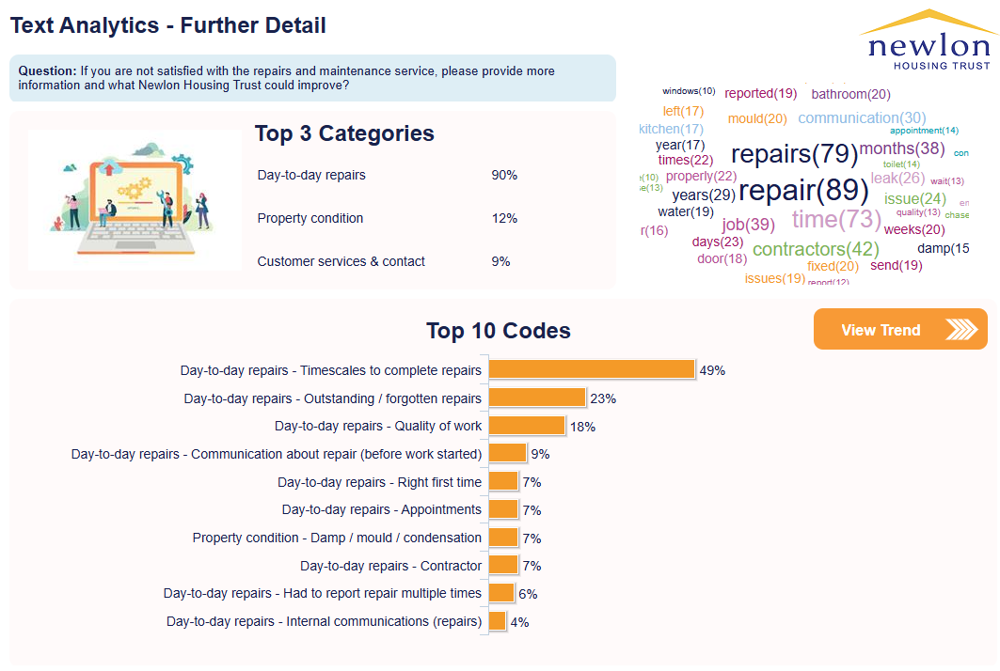 Text Analytics - Further Detail
newlon
HOUSING TRUST
Question: If you are not satisfied with the repairs and maintenance service, please provide more
information and what Newlon Housing Trust could improve?
Top 3 Categories
Day-to-day repairs 90%
Property condition 12%
Customer services & contact 9%
windows(10) reported(19) bathroom(20)
left(17) mould(20) communication(30)
kitchen(17) appointment(14)
year(17) repairs(79) months(38) con
times(22) toilet(14)
e(10) properly(22) leak(26) wait(13)
se(13) years(29) repair(89) issue(24) en
water(19) quality(13) chase
r(16) job(39) time(73) weeks(20)
days(23) contractors(42) damp(15
door(18) fixed(20) send(19)
issues(19) report(12)
Top 10 Codes
View Trend
Day-to-day repairs - Timescales to complete repairs 49%
Day-to-day repairs - Outstanding / forgotten repairs 23%
Day-to-day repairs - Quality of work 18%
Day-to-day repairs - Communication about repair (before work started) 9%
Day-to-day repairs - Right first time 7%
Day-to-day repairs - Appointments 7%
Property condition - Damp / mould / condensation 7%
Day-to-day repairs - Contractor 7%
Day-to-day repairs - Had to report repair multiple times 6%
Day-to-day repairs - Internal communications (repairs) 4%